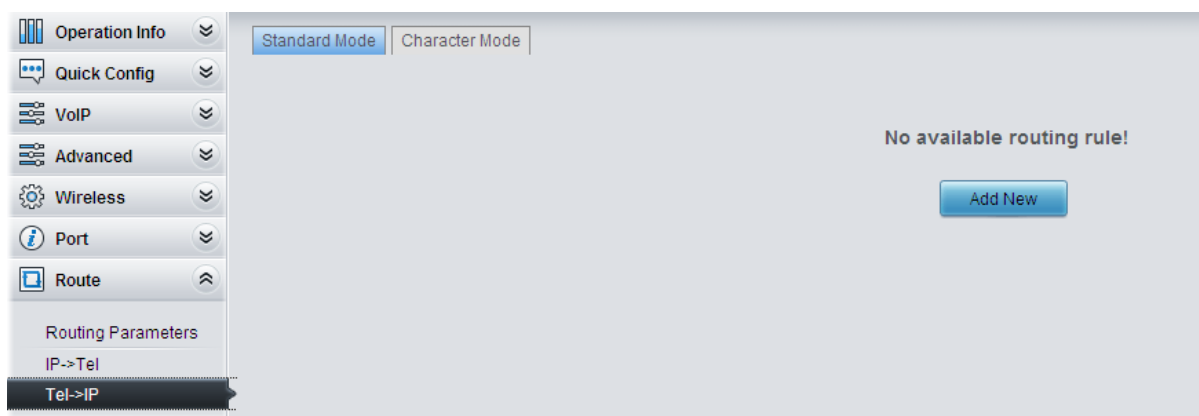 Operation Info
Quick Config
VoIP
Advanced
Wireless
Port
Route
Routing Parameters
IP->Tel
Tel->IP
Standard Mode
Character Mode
No available routing rule!
Add New